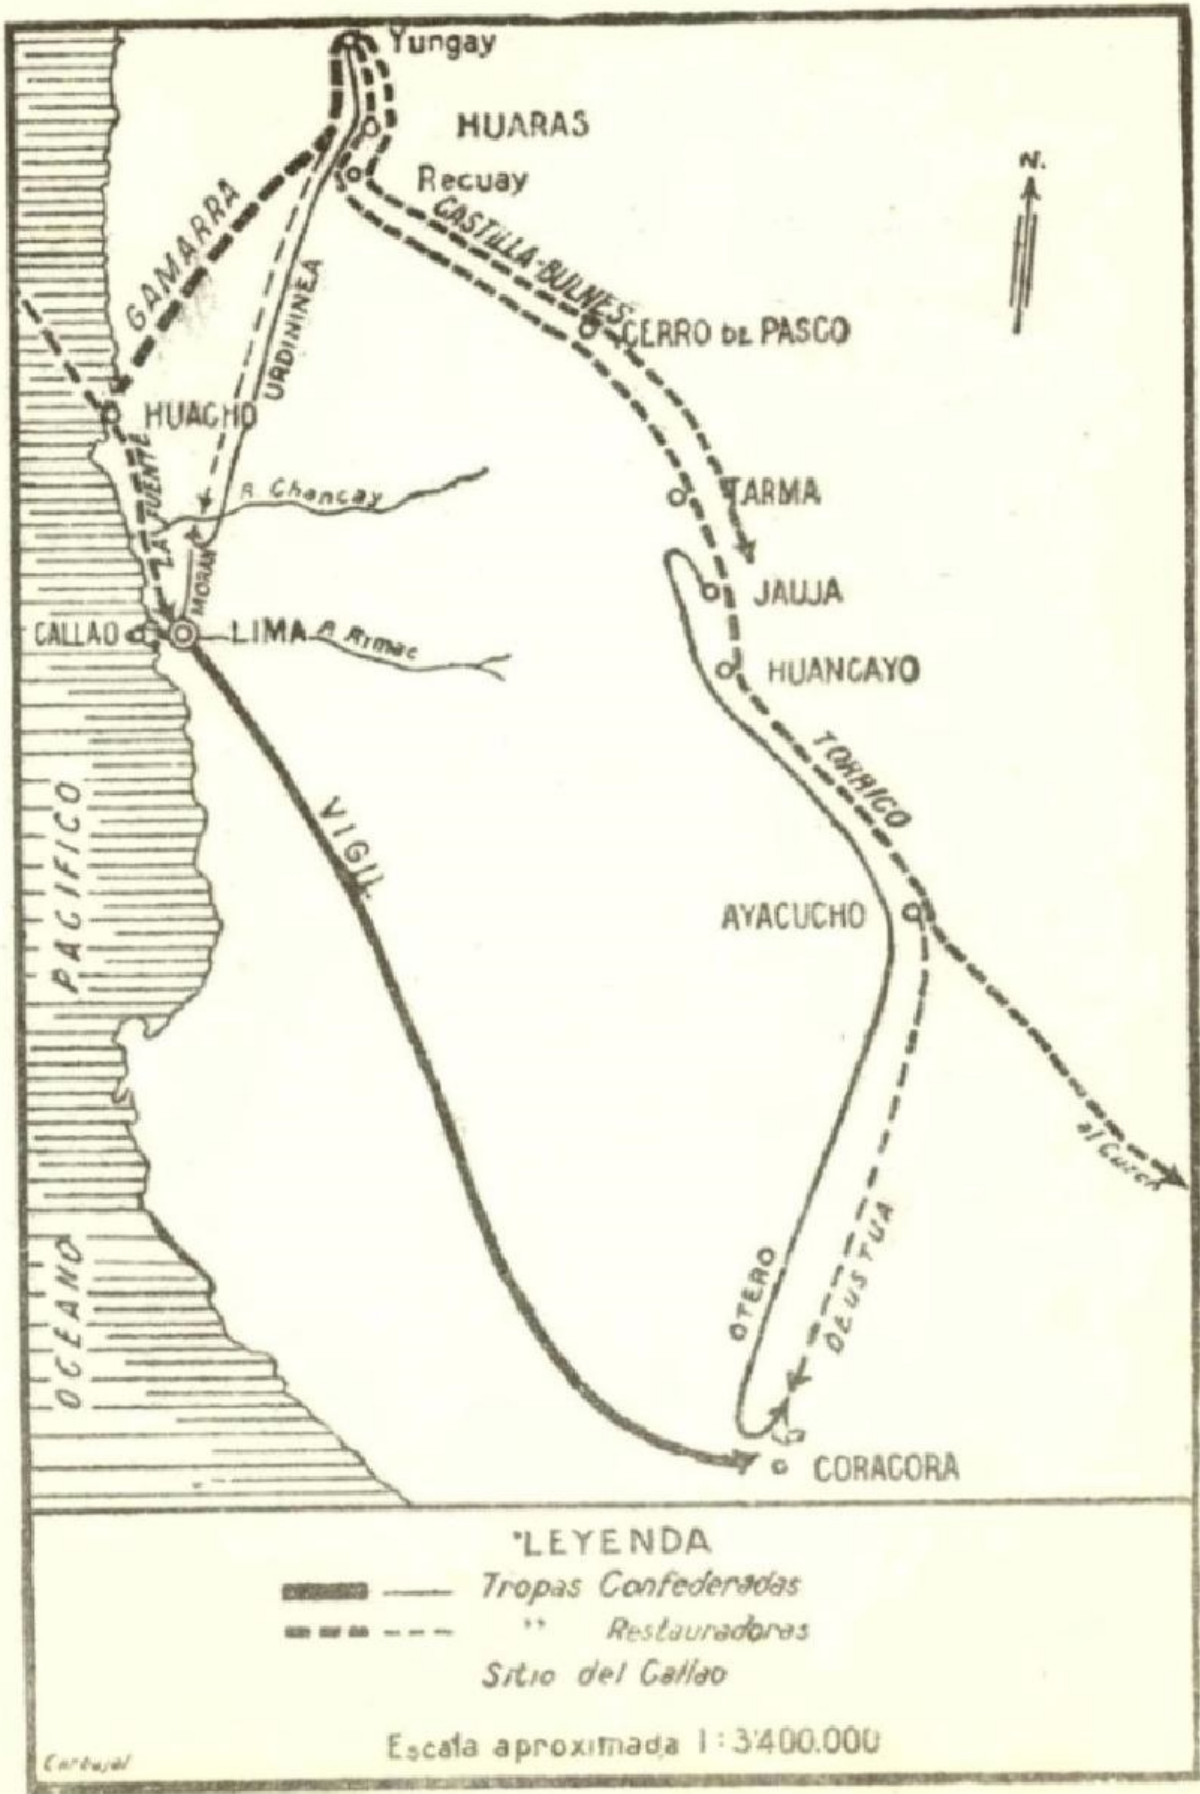 Yungay
HUARAS
N.
Recuay
GAMARRA
CASTILLA-BULNES
URDININEA
CERRO DE PASCO
HUACHO
LA FUENTE
R. Chancay
TARMA
MORAN
JAUJA
CALLAO
LIMA
R. Rimac
HUANCAYO
TORRICO
VIGIL
PACIFICO
AYACUCHO
al Cuzco
OTERO
DEUSTUA
OCEANO
CORACORA
LEYENDA
Tropas Confederadas
" Restauradoras
Sitio del Callao
Escala aproximada 1:3'400.000
Carbajal